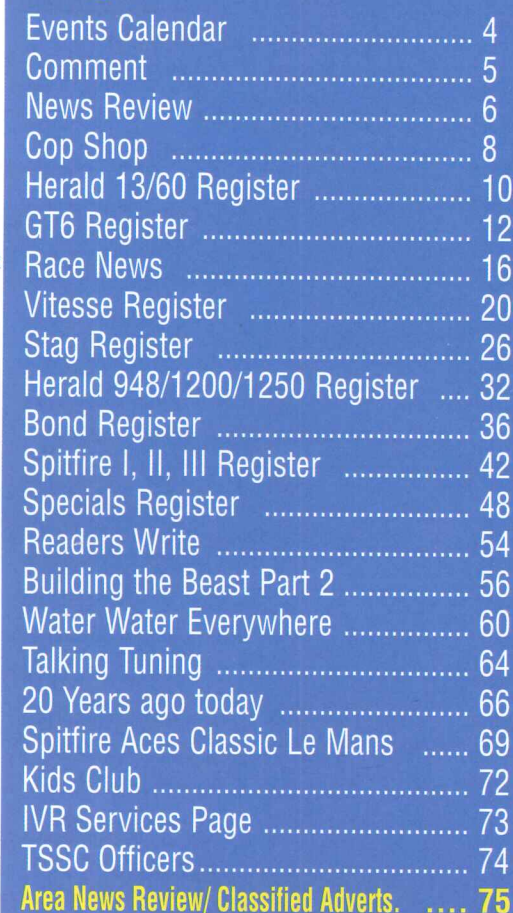 Events Calendar ............................ 4
Comment ...................................... 5
News Review .................................. 6
Cop Shop ...................................... 8
Herald 13/60 Register .................... 10
GT6 Register .................................. 12
Race News .................................... 16
Vitesse Register ............................ 20
Stag Register ................................ 26
Herald 948/1200/1250 Register .... 32
Bond Register ................................ 36
Spitfire I, II, III Register ................ 42
Specials Register .......................... 48
Readers Write ................................ 54
Building the Beast Part 2 ................ 56
Water Water Everywhere ................ 60
Talking Tuning ................................ 64
20 Years ago today ........................ 66
Spitfire Aces Classic Le Mans ...... 69
Kids Club ........................................ 72
IVR Services Page .......................... 73
TSSC Officers .................................. 74
Area News Review/ Classified Adverts. .... 75